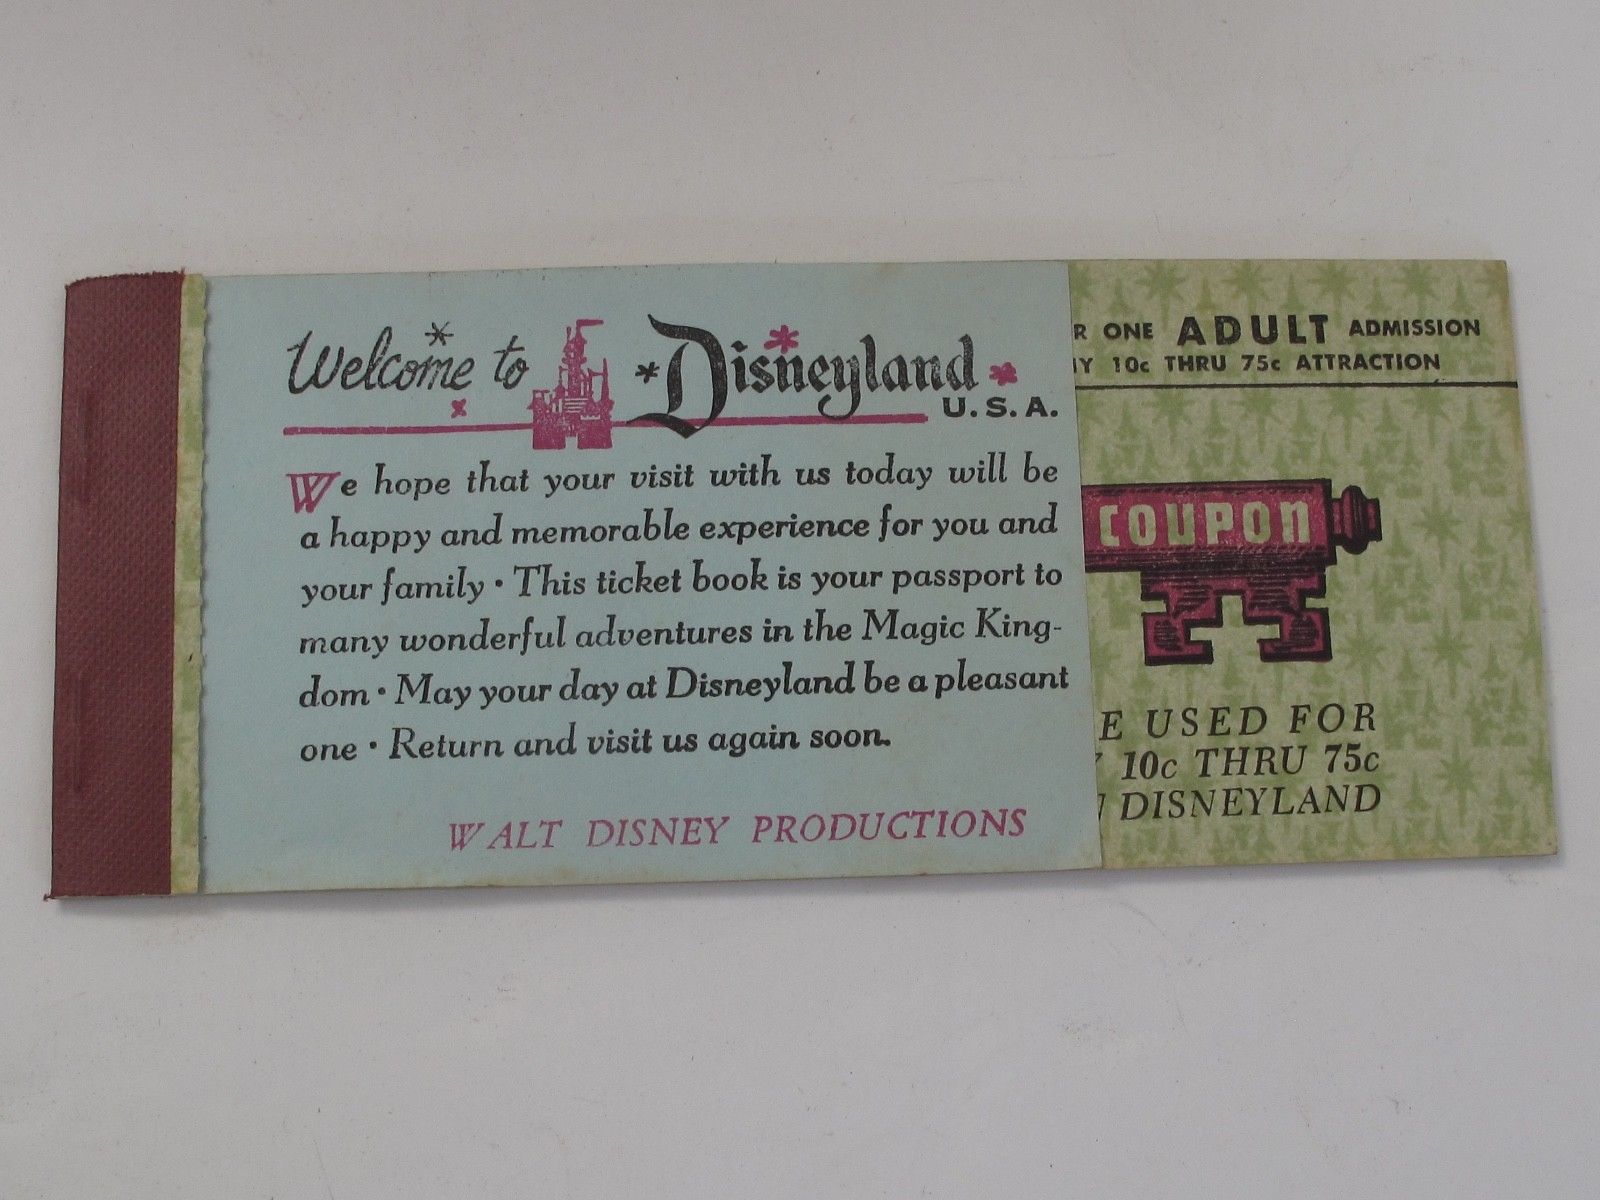 Welcome to Disneyland
U.S.A.
We hope that your visit with us today will be
a happy and memorable experience for you and
your family • This ticket book is your passport to
many wonderful adventures in the Magic King-
dom • May your day at Disneyland be a pleasant
one • Return and visit us again soon.
WALT DISNEY PRODUCTIONS
R ONE ADULT ADMISSION
Y 10c THRU 75c ATTRACTION
COUPON
E USED FOR
10c THRU 75c
DISNEYLAND